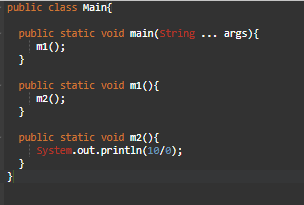 public class Main{
public static void main(String ... args){
m1();
}
public static void m1(){
m2();
}
public static void m2(){
System.out.println(10/0);
}
}